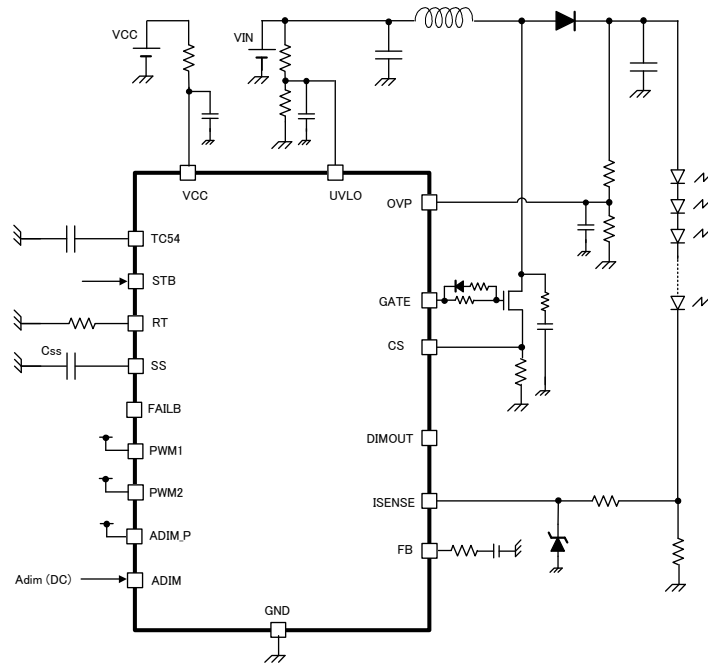 VCC
VIN
VCC
UVLO
OVP
TC54
STB
GATE
RT
CS
Css
SS
FAILB
DIMOUT
PWM1
PWM2
ISENSE
ADIM_P
FB
Adim (DC)
ADIM
GND